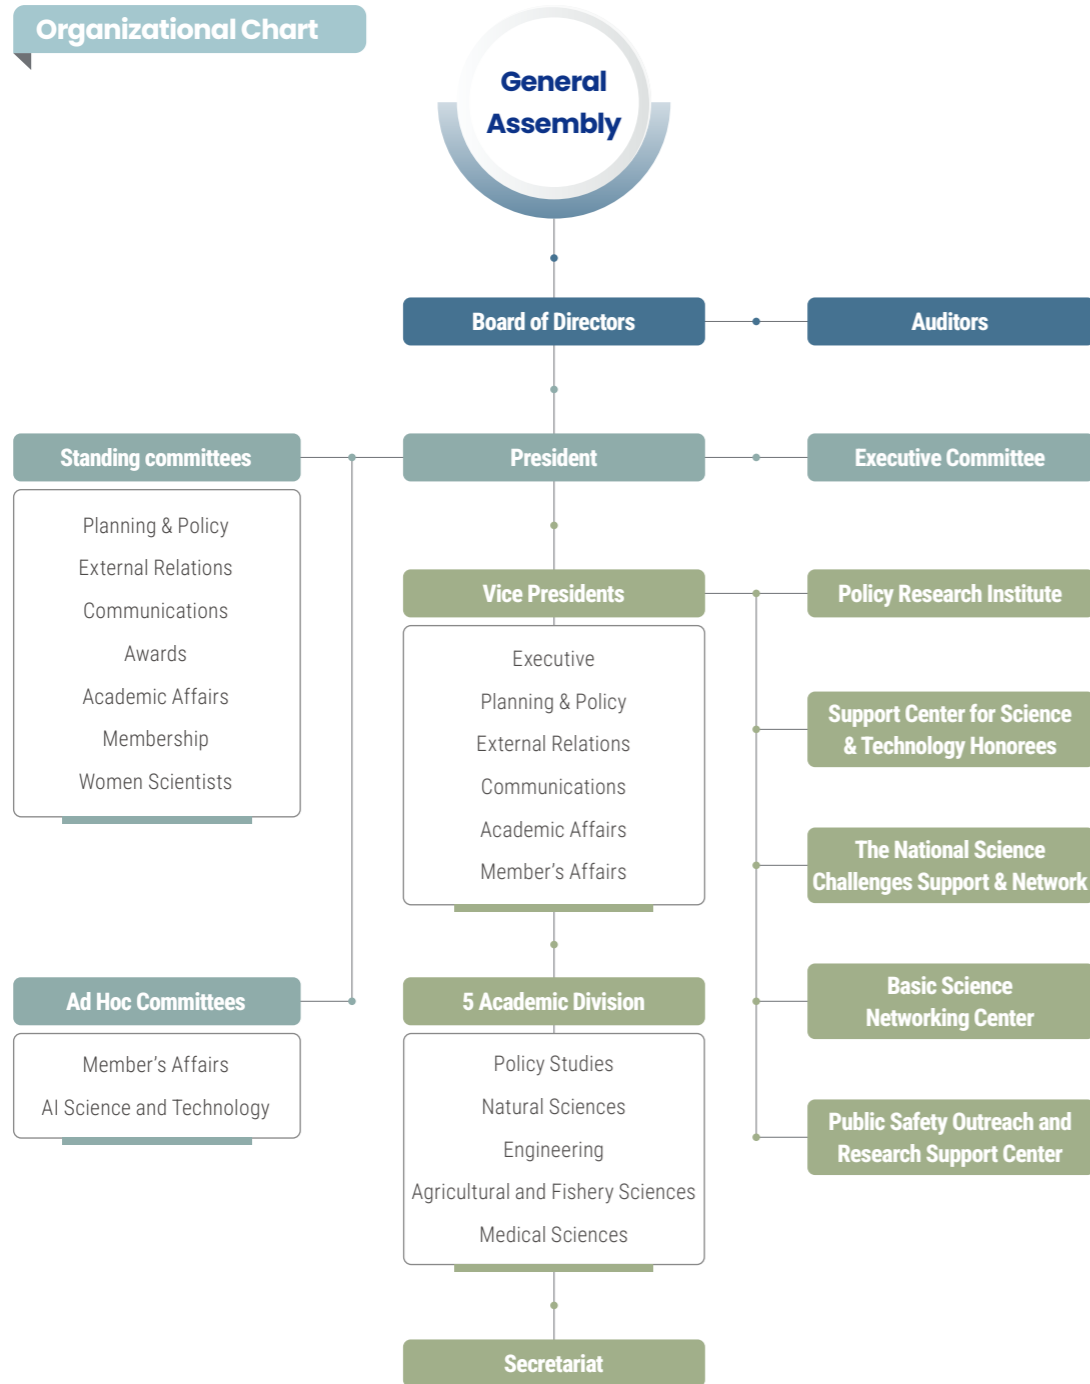 Organizational Chart
General
Assembly
Board of Directors
Auditors
Standing committees
President
Executive Committee
Planning & Policy
External Relations
Communications
Awards
Academic Affairs
Membership
Women Scientists
Vice Presidents
Executive
Planning & Policy
External Relations
Communications
Academic Affairs
Member’s Affairs
Policy Research Institute
Support Center for Science
& Technology Honorees
The National Science
Challenges Support & Network
Basic Science
Networking Center
Public Safety Outreach and
Research Support Center
Ad Hoc Committees
Member’s Affairs
AI Science and Technology
5 Academic Division
Policy Studies
Natural Sciences
Engineering
Agricultural and Fishery Sciences
Medical Sciences
Secretariat